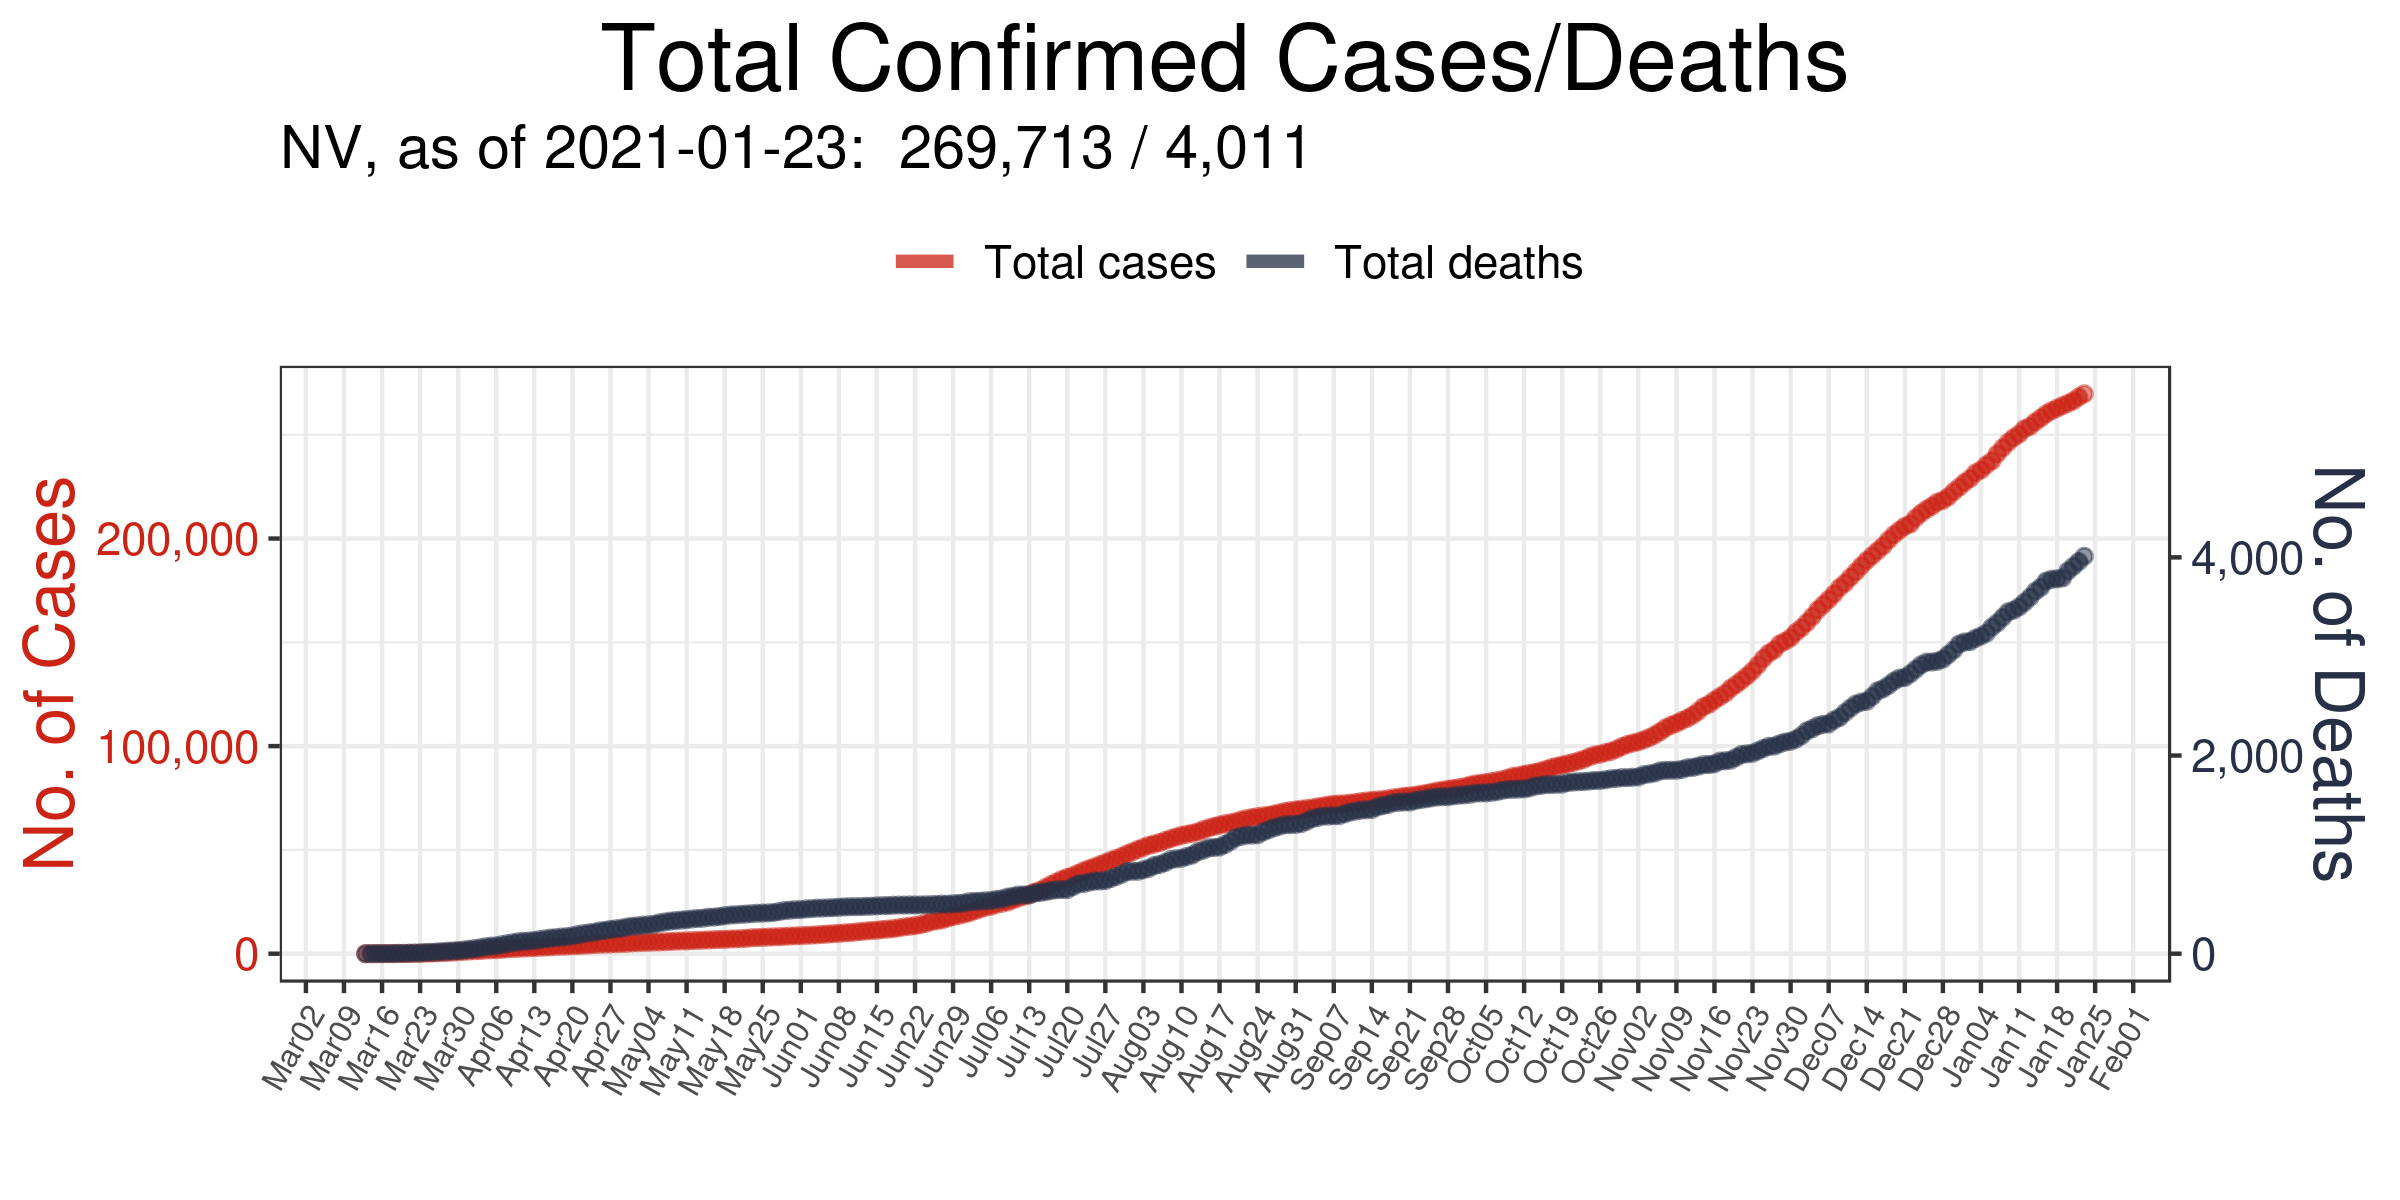 Total Confirmed Cases/Deaths
NV, as of 2021-01-23:  269,713 / 4,011
Total cases
Total deaths
No. of Cases
200,000
100,000
0
4,000
2,000
0
No. of Deaths
Mar02
Mar09
Mar16
Mar23
Mar30
Apr06
Apr13
Apr20
Apr27
May04
May11
May18
May25
Jun01
Jun08
Jun15
Jun22
Jun29
Jul06
Jul13
Jul20
Jul27
Aug03
Aug10
Aug17
Aug24
Aug31
Sep07
Sep14
Sep21
Sep28
Oct05
Oct12
Oct19
Oct26
Nov02
Nov09
Nov16
Nov23
Nov30
Dec07
Dec14
Dec21
Dec28
Jan04
Jan11
Jan18
Jan25
Feb01